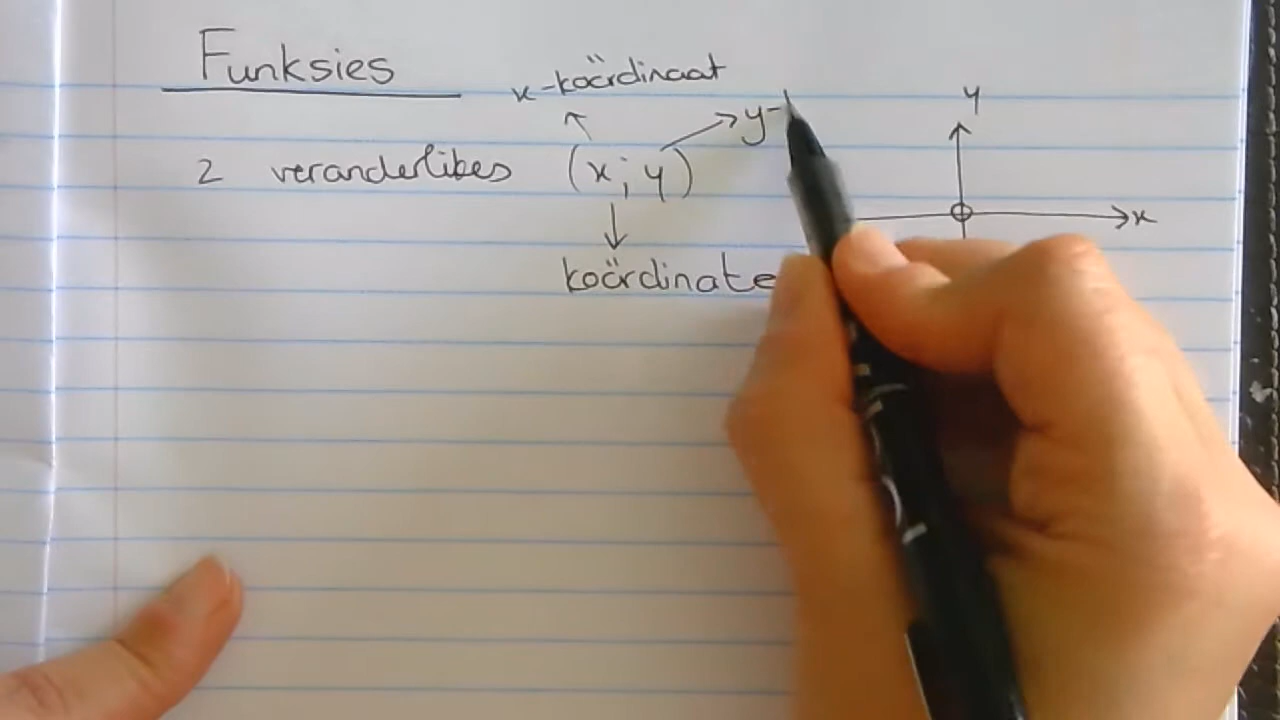 Funksies
x-koördinaat
y-
2 veranderlikes (x; y)
koördinate
y
x